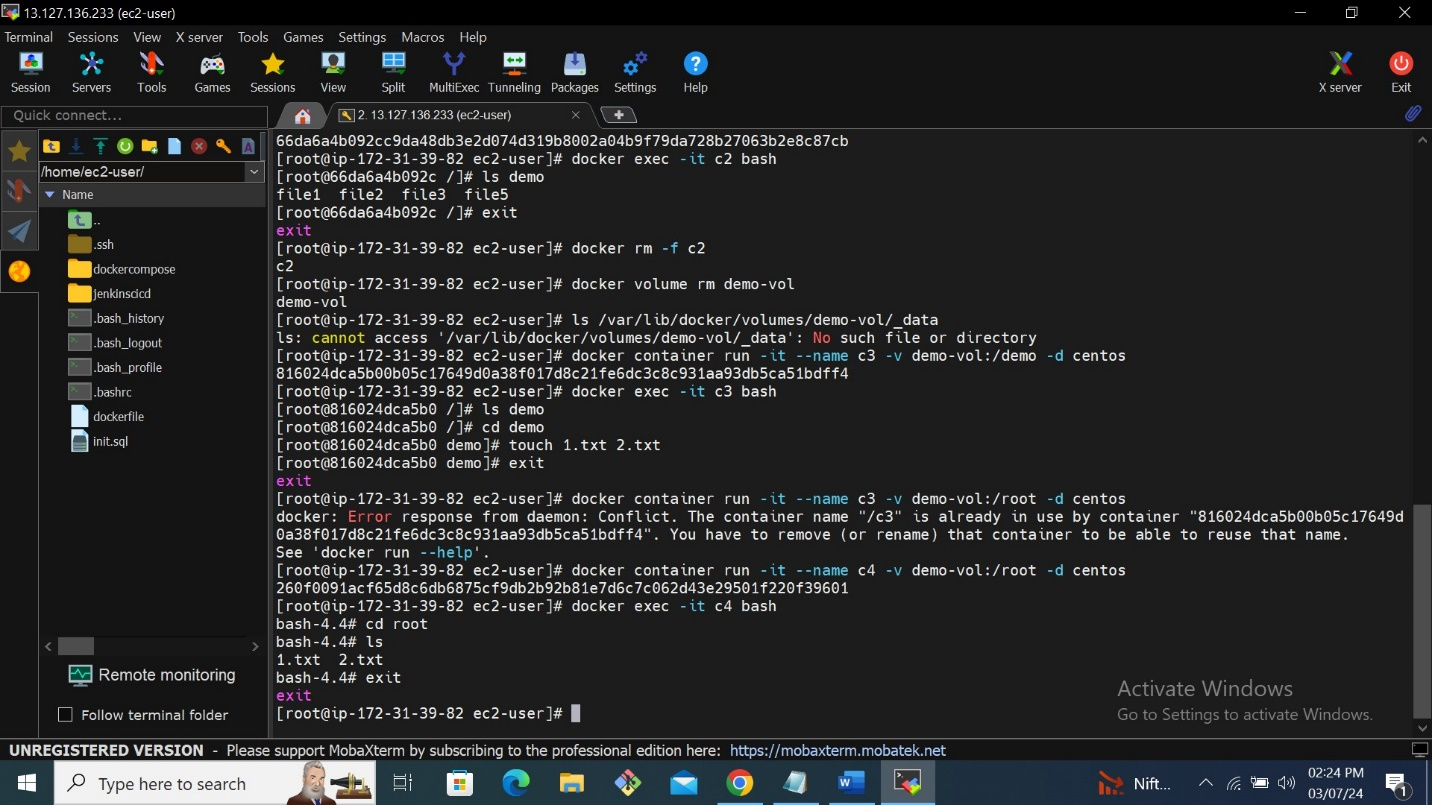 13.127.136.233 (ec2-user)
Terminal Sessions View X server Tools Games Settings Macros Help
Session Servers Tools Games Sessions View Split MultiExec Tunneling Packages Settings Help X server Exit
Quick connect...
2. 13.127.136.233 (ec2-user)
/home/ec2-user/
Name
..
.ssh
dockercompose
jenkinscicd
.bash_history
.bash_logout
.bash_profile
.bashrc
dockerfile
init.sql
Remote monitoring
Follow terminal folder
66da6a4b092cc9da48db3e2d074d319b8002a04b9f79da728b27063b2e8c87cb
[root@ip-172-31-39-82 ec2-user]# docker exec -it c2 bash
[root@66da6a4b092c /]# ls demo
file1  file2  file3  file5
[root@66da6a4b092c /]# exit
exit
[root@ip-172-31-39-82 ec2-user]# docker rm -f c2
c2
[root@ip-172-31-39-82 ec2-user]# docker volume rm demo-vol
demo-vol
[root@ip-172-31-39-82 ec2-user]# ls /var/lib/docker/volumes/demo-vol/_data
ls: cannot access '/var/lib/docker/volumes/demo-vol/_data': No such file or directory
[root@ip-172-31-39-82 ec2-user]# docker container run -it --name c3 -v demo-vol:/demo -d centos
816024dca5b00b05c17649d0a38f017d8c21fe6dc3c8c931aa93db5ca51bdff4
[root@ip-172-31-39-82 ec2-user]# docker exec -it c3 bash
[root@816024dca5b0 /]# ls demo
[root@816024dca5b0 /]# cd demo
[root@816024dca5b0 demo]# touch 1.txt 2.txt
[root@816024dca5b0 demo]# exit
exit
[root@ip-172-31-39-82 ec2-user]# docker container run -it --name c3 -v demo-vol:/root -d centos
docker: Error response from daemon: Conflict. The container name "/c3" is already in use by container "816024dca5b00b05c17649d
0a38f017d8c21fe6dc3c8c931aa93db5ca51bdff4". You have to remove (or rename) that container to be able to reuse that name.
See 'docker run --help'.
[root@ip-172-31-39-82 ec2-user]# docker container run -it --name c4 -v demo-vol:/root -d centos
260f0091acf65d8c6db6875cf9db2b92b81e7d6c7c062d43e29501f220f39601
[root@ip-172-31-39-82 ec2-user]# docker exec -it c4 bash
bash-4.4# cd root
bash-4.4# ls
1.txt  2.txt
bash-4.4# exit
exit
[root@ip-172-31-39-82 ec2-user]#
Activate Windows
Go to Settings to activate Windows.
UNREGISTERED VERSION - Please support MobaXterm by subscribing to the professional edition here: https://mobaxterm.mobatek.net
Type here to search
Nift...
02:24 PM
03/07/24
1